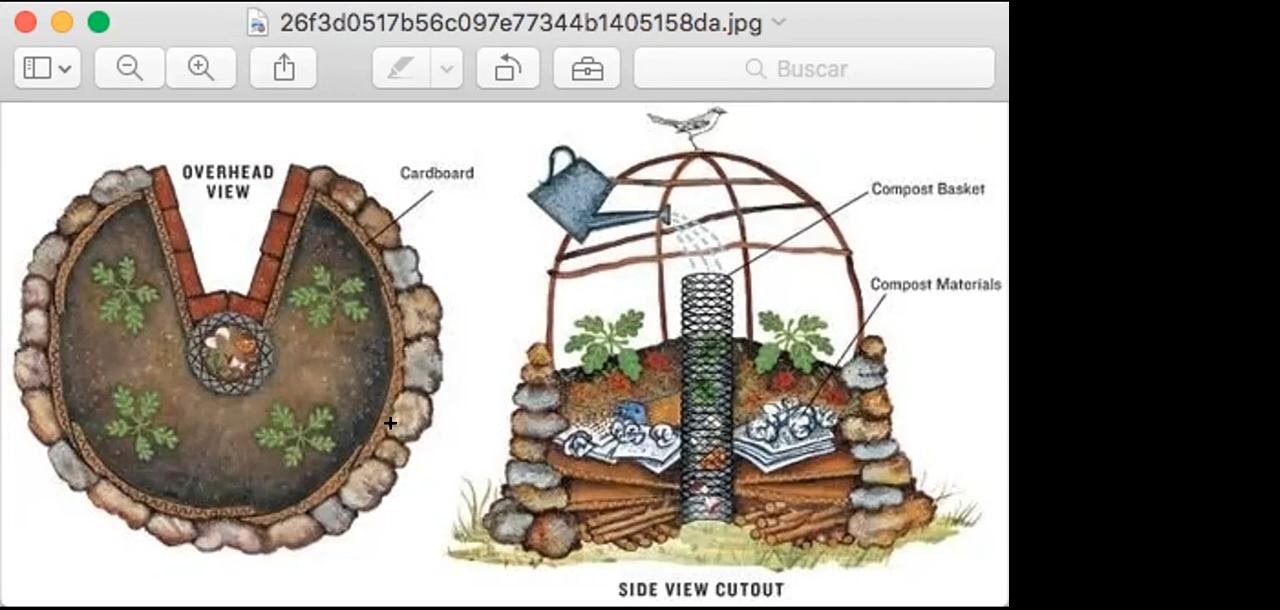 26f3d0517b56c097e77344b1405158da.jpg
Buscar
OVERHEAD
VIEW
Cardboard
Compost Basket
Compost Materials
SIDE VIEW CUTOUT